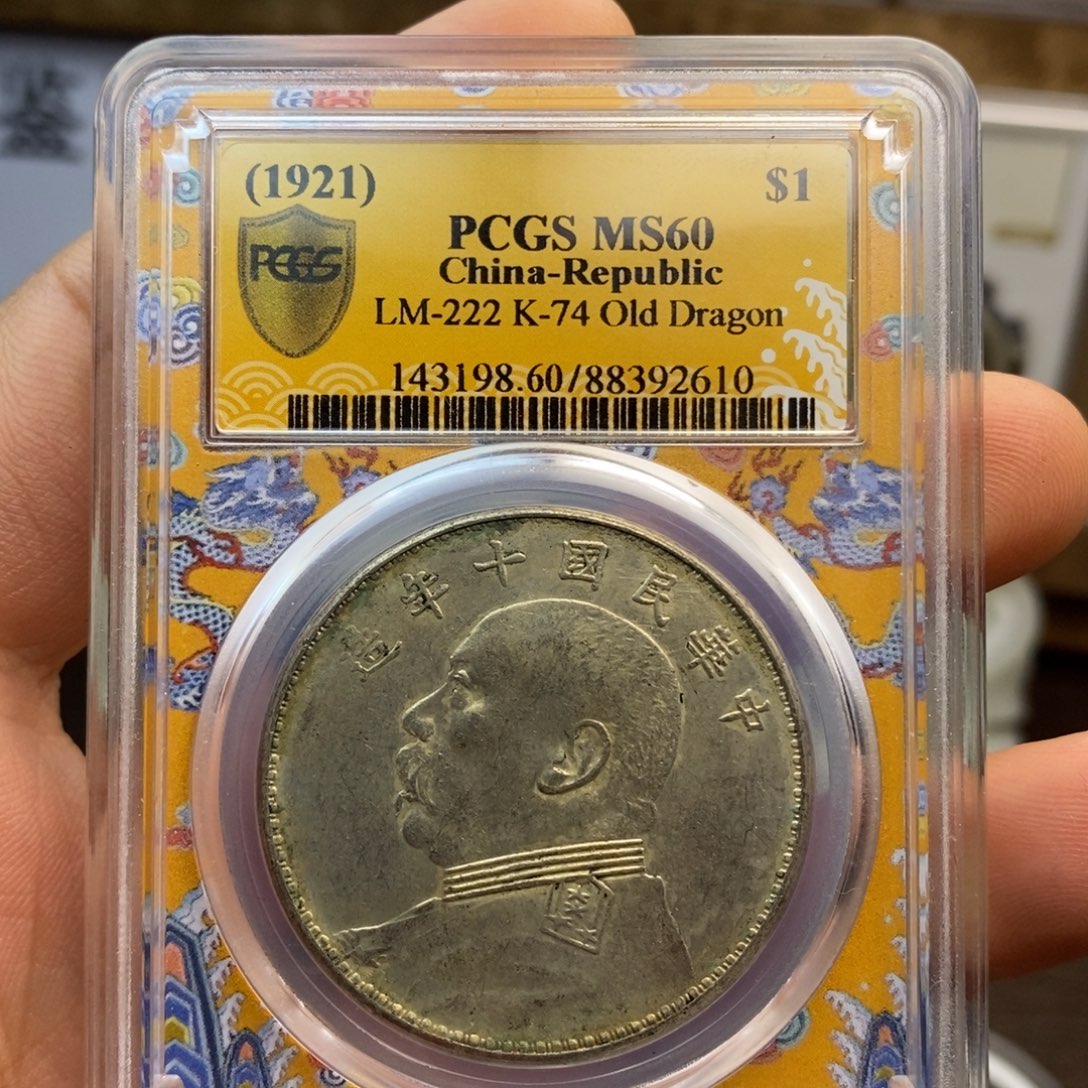 (1921) $1
PCGS MS60
PCGS
China-Republic
LM-222 K-74 Old Dragon
143198.60/88392610
造年十國民華中